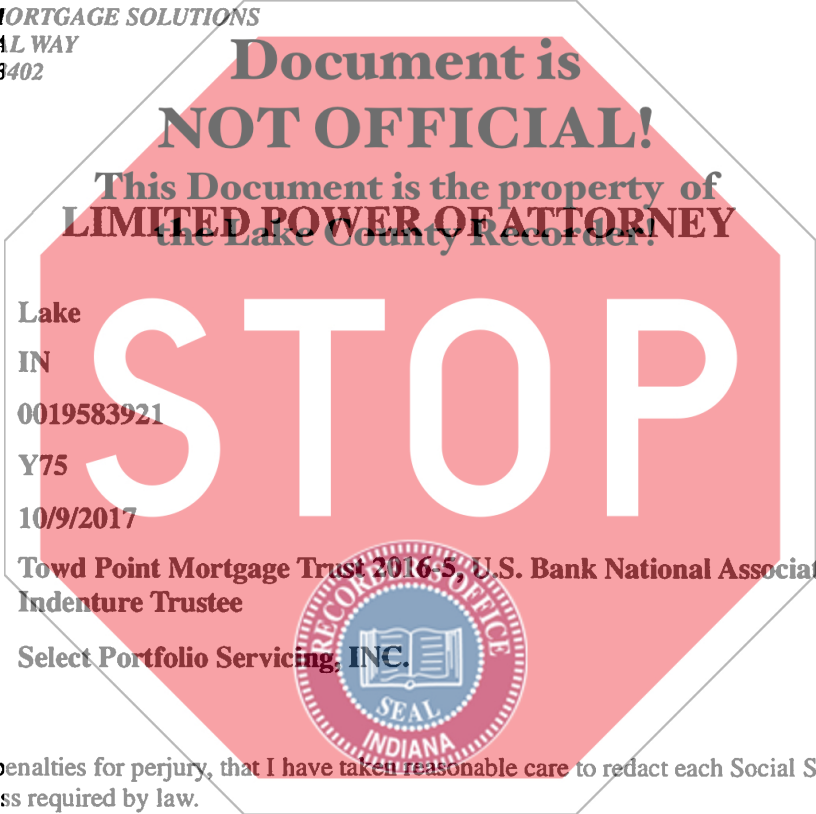 MORTGAGE SOLUTIONS
AL WAY
3402
Document is
NOT OFFICIAL!
This Document is the property of
the Lake County Recorder!
LIMITED POWER OF ATTORNEY
Lake
IN
0019583921
Y75
10/9/2017
STOP
Towd Point Mortgage Trust 2016-5, U.S. Bank National Associat
Indenture Trustee
Select Portfolio Servicing, INC.
RECORDER'S OFFICE
SEAL
INDIANA
penalties for perjury, that I have taken reasonable care to redact each Social S
ss required by law.